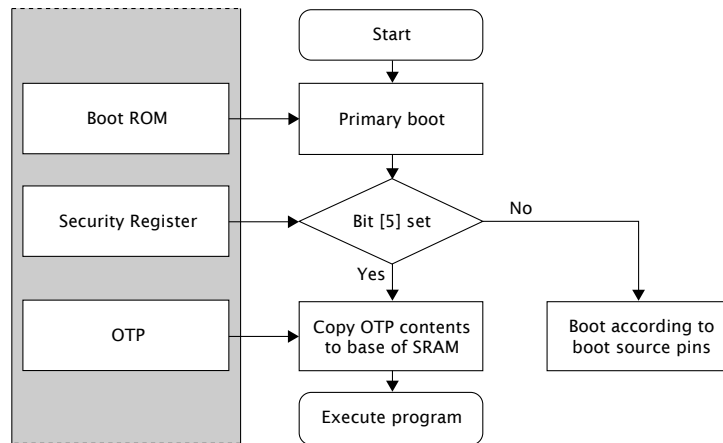 Start
Boot ROM
Primary boot
Security Register
Bit [5] set
No
Yes
OTP
Copy OTP contents
to base of SRAM
Boot according to
boot source pins
Execute program